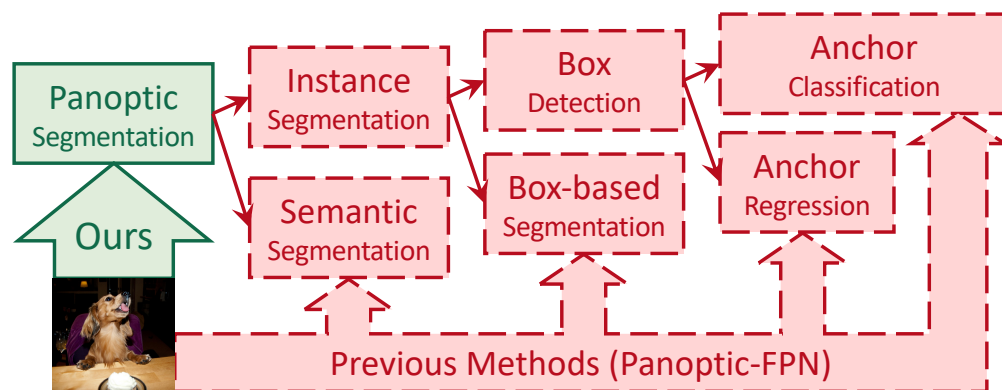 Panoptic
Segmentation
Instance
Segmentation
Box
Detection
Anchor
Classification
Semantic
Segmentation
Box-based
Segmentation
Anchor
Regression
Ours
Previous Methods (Panoptic-FPN)